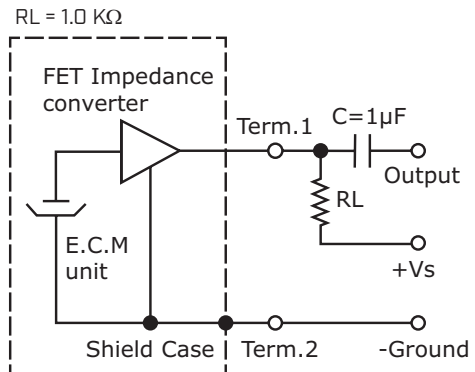 RL = 1.0 KΩ
FET Impedance
converter
Term.1
C=1µF
Output
RL
E.C.M
unit
+Vs
Shield Case
Term.2
-Ground